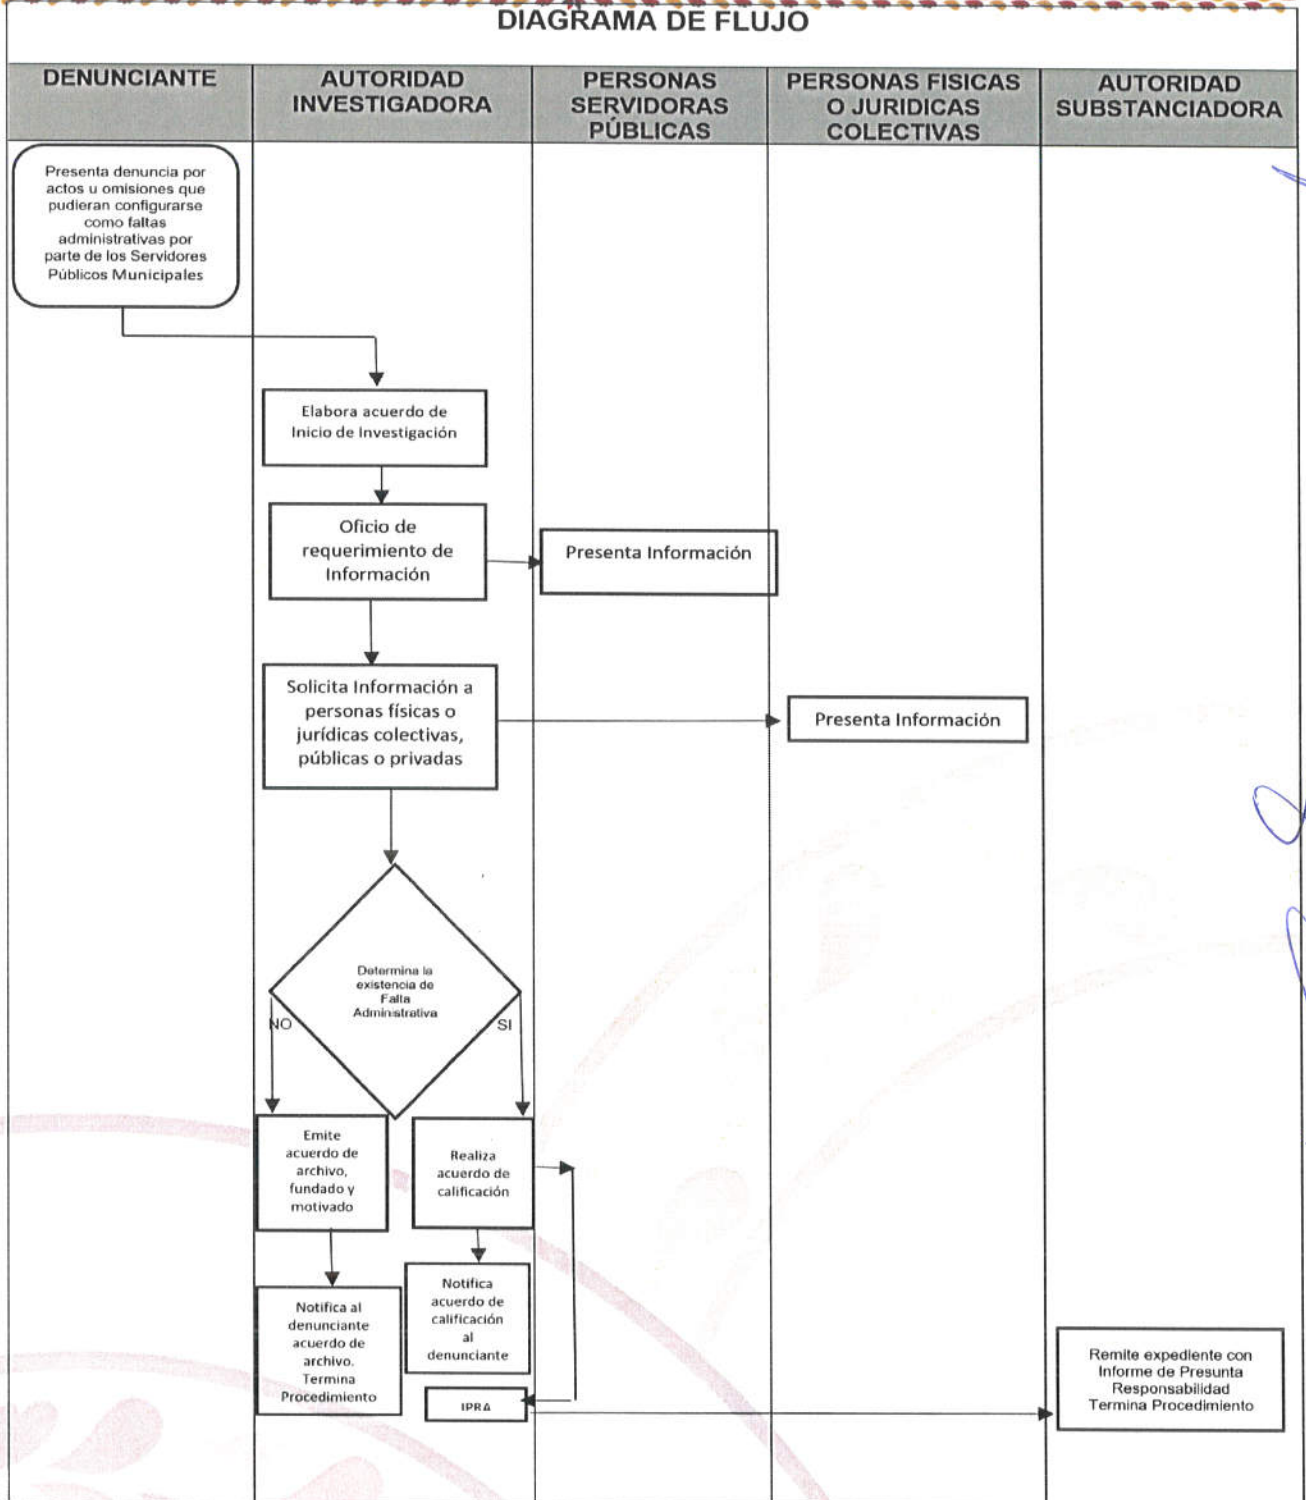 DIAGRAMA DE FLUJO
DENUNCIANTE
AUTORIDAD
INVESTIGADORA
PERSONAS
SERVIDORAS
PÚBLICAS
PERSONAS FISICAS
O JURIDICAS
COLECTIVAS
AUTORIDAD
SUBSTANCIADORA
Presenta denuncia por
actos u omisiones que
pudieran configurarse
como faltas
administrativas por
parte de los Servidores
Públicos Municipales
Elabora acuerdo de
Inicio de Investigación
Oficio de
requerimiento de
Información
Presenta Información
Solicita Información a
personas físicas o
jurídicas colectivas,
públicas o privadas
Presenta Información
Determina la
existencia de
Falta
Administrativa
NO
SI
Emite
acuerdo de
archivo,
fundado y
motivado
Realiza
acuerdo de
calificación
Notifica al
denunciante
acuerdo de
archivo.
Termina
Procedimiento
Notifica
acuerdo de
calificación
al
denunciante
IPRA
Remite expediente con
Informe de Presunta
Responsabilidad
Termina Procedimiento